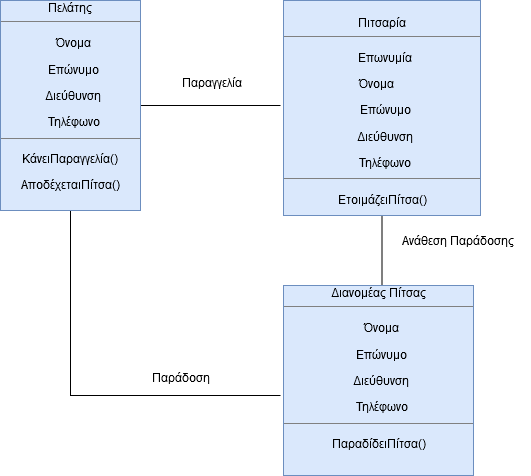 Πελάτης
Όνομα
Επώνυμο
Διεύθυνση
Τηλέφωνο
ΚάνειΠαραγγελία()
ΑποδέχεταιΠίτσα()
Παραγγελία
Πιτσαρία
Επωνυμία
Όνομα
Επώνυμο
Διεύθυνση
Τηλέφωνο
ΕτοιμάζειΠίτσα()
Ανάθεση Παράδοσης
Διανομέας Πίτσας
Όνομα
Επώνυμο
Διεύθυνση
Τηλέφωνο
ΠαραδίδειΠίτσα()
Παράδοση